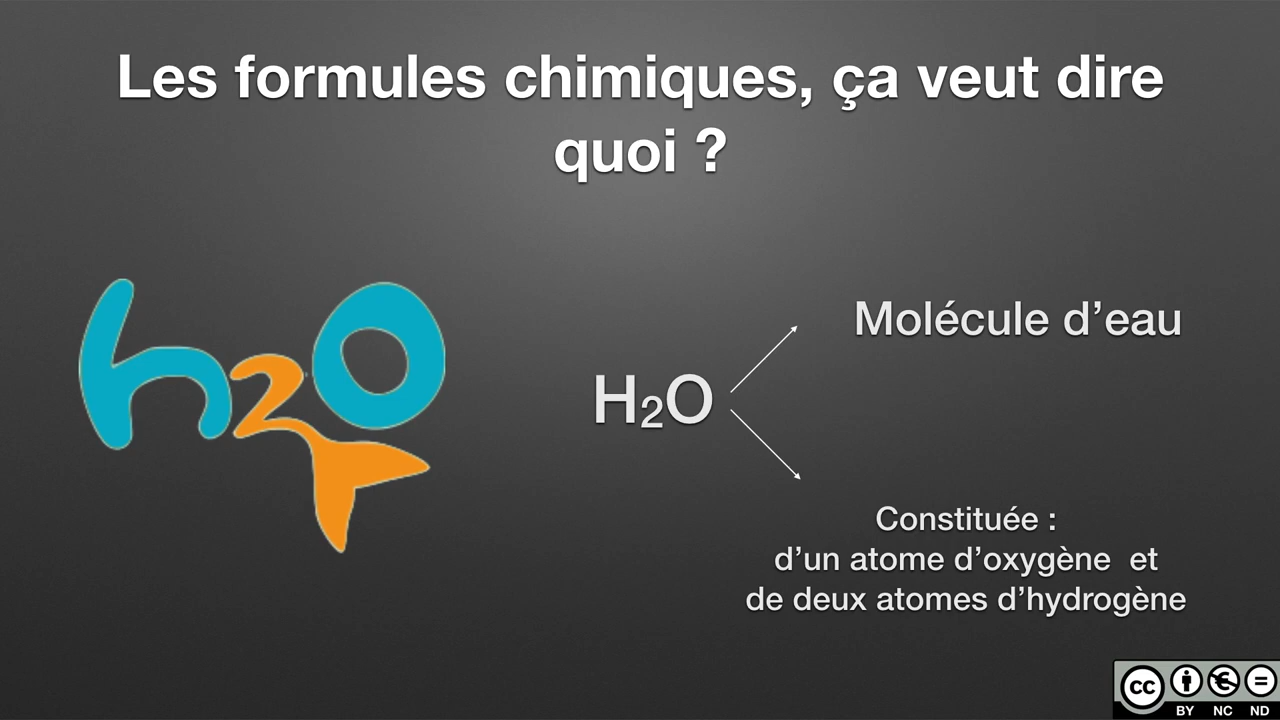 Les formules chimiques, ça veut dire
quoi ?
h2o
H₂O
Molécule d’eau
Constituée :
d’un atome d’oxygène et
de deux atomes d’hydrogène
cc
BY NC ND